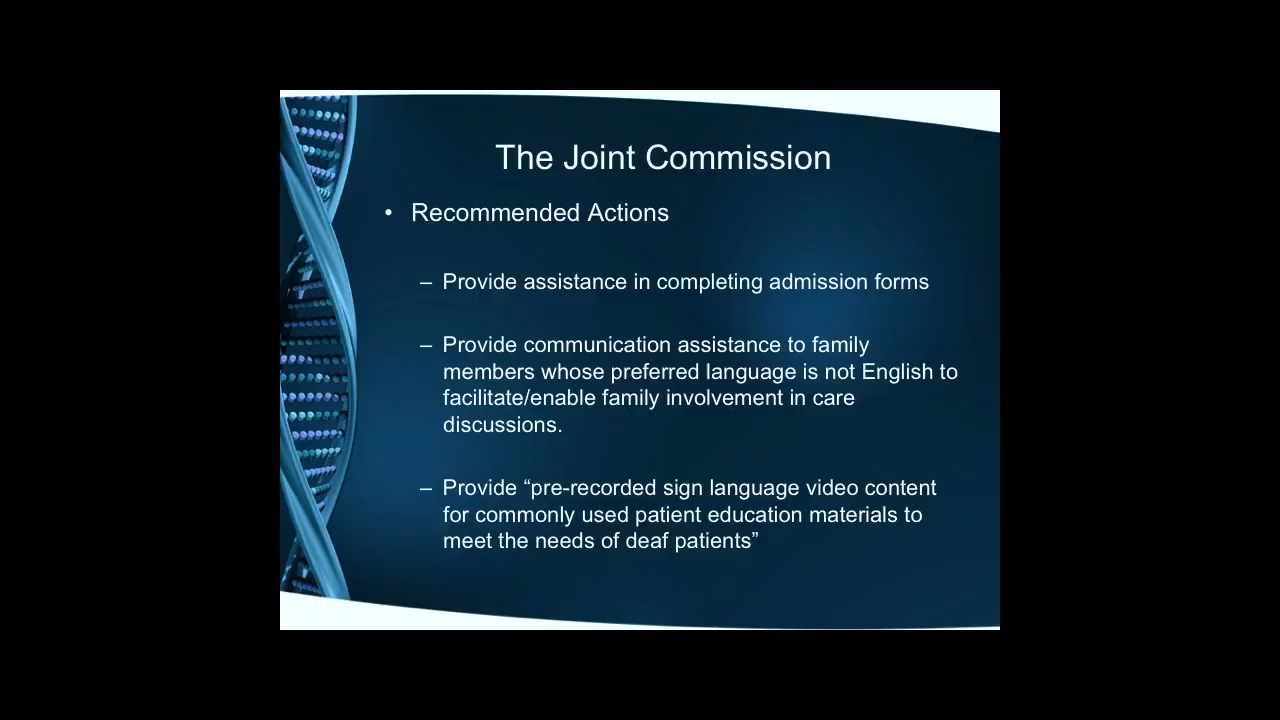 The Joint Commission
• Recommended Actions
– Provide assistance in completing admission forms
– Provide communication assistance to family
members whose preferred language is not English to
facilitate/enable family involvement in care
discussions.
– Provide “pre-recorded sign language video content
for commonly used patient education materials to
meet the needs of deaf patients”